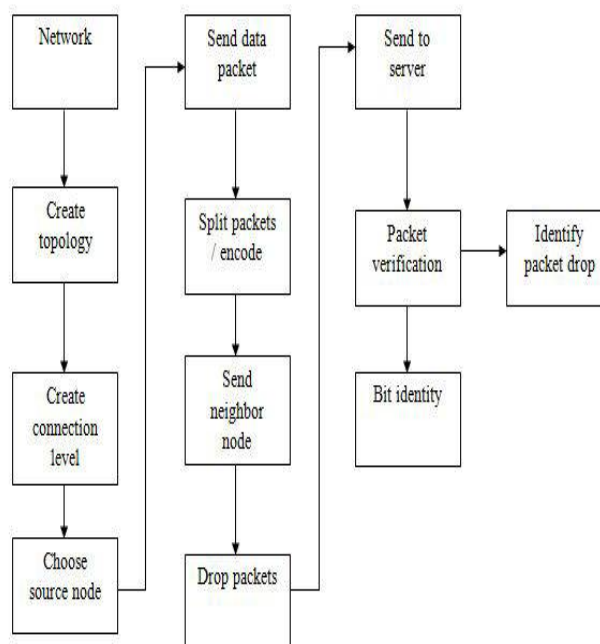 Network
Create
topology
Create
connection
level
Choose
source node
Send data
packet
Split packets
/ encode
Send
neighbor
node
Drop packets
Send to
server
Packet
verification
Identify
packet drop
Bit identity